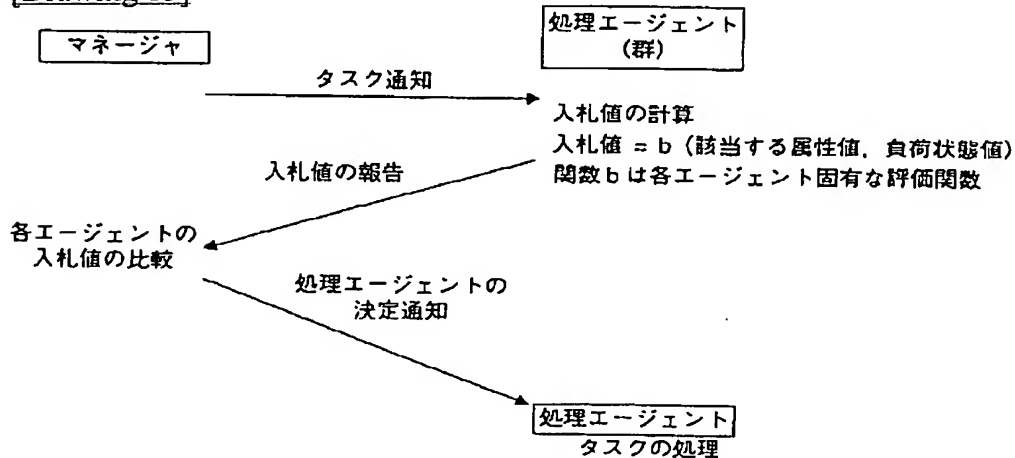 マネージャ
処理エージェント
(群)
タスク通知
入札値の計算
入札値 = b (該当する属性値, 負荷状態値)
関数bは各エージェント固有な評価関数
入札値の報告
各エージェントの
入札値の比較
処理エージェントの
決定通知
処理エージェント
タスクの処理